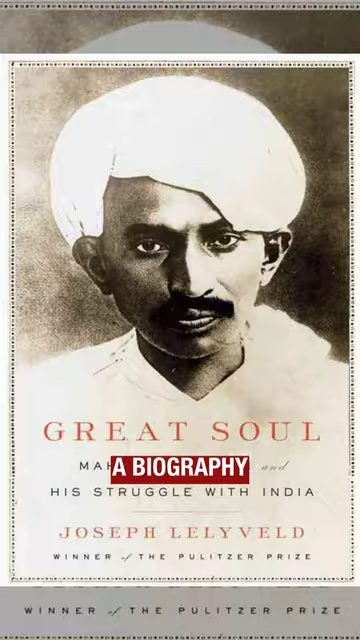 GREAT SOUL
MAH
A BIOGRAPHY
and
HIS STRUGGLE WITH INDIA
JOSEPH LELYVELD
WINNER of THE PULITZER PRIZE
WINNER of THE PULITZER PRIZE